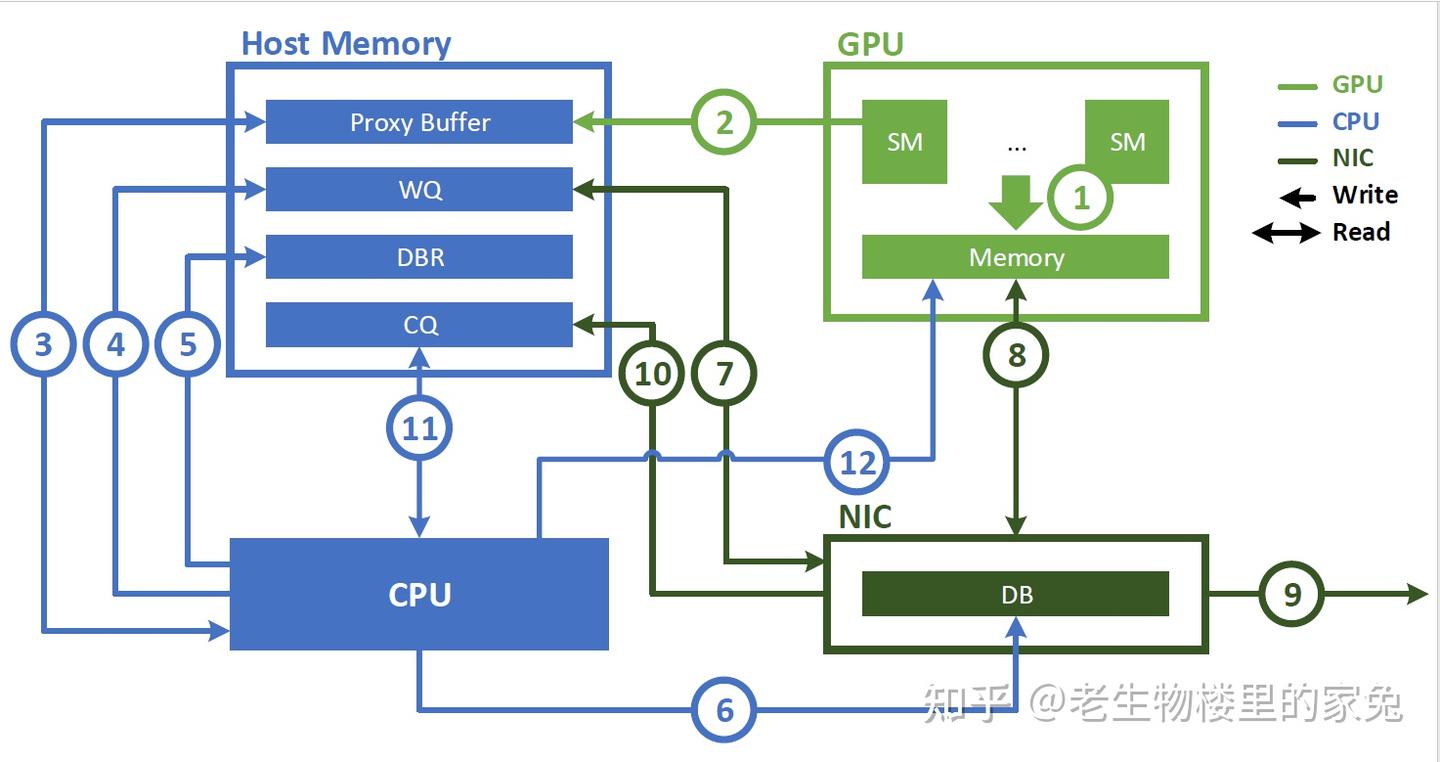 Host Memory
GPU
Proxy Buffer
WQ
DBR
CQ
SM
...
SM
Memory
GPU
CPU
NIC
Write
Read
1
2
3
4
5
10
7
8
11
12
NIC
CPU
DB
9
6
知乎 @老生物楼里的家兔